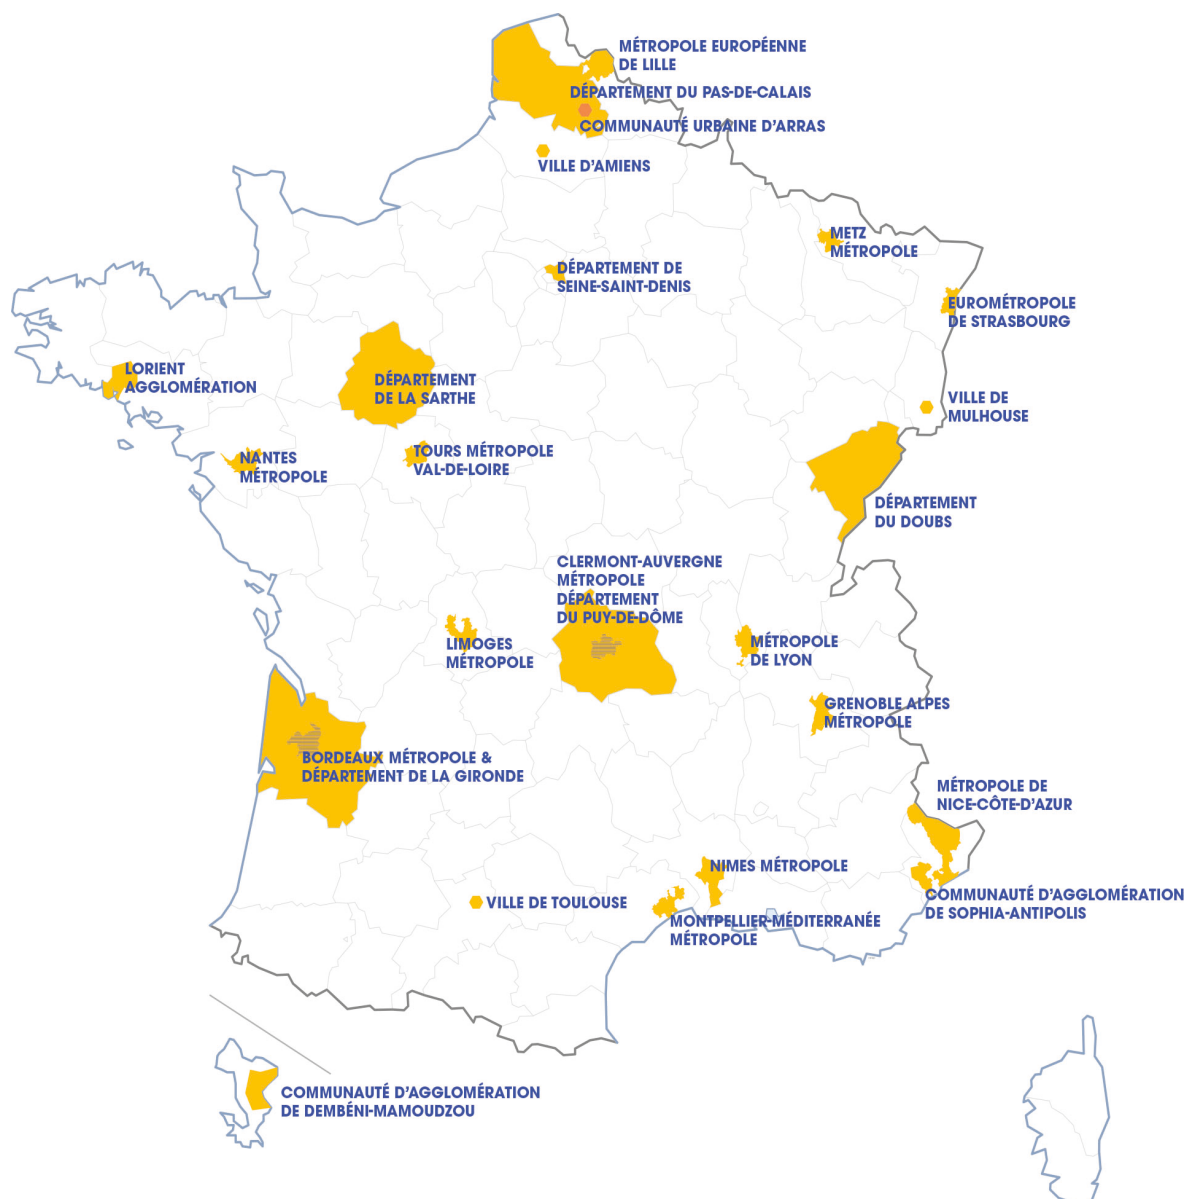 MÉTROPOLE EUROPÉENNE
DE LILLE
DÉPARTEMENT DU PAS-DE-CALAIS
COMMUNAUTÉ URBAINE D'ARRAS
VILLE D'AMIENS
METZ
MÉTROPOLE
DÉPARTEMENT DE
SEINE-SAINT-DENIS
EUROMÉTROPOLE
DE STRASBOURG
LORIENT
AGGLOMÉRATION
DÉPARTEMENT
DE LA SARTHE
VILLE DE
MULHOUSE
NANTES
MÉTROPOLE
TOURS MÉTROPOLE
VAL-DE-LOIRE
DÉPARTEMENT
DU DOUBS
CLERMONT-AUVERGNE
MÉTROPOLE
DÉPARTEMENT
DU PUY-DE-DÔME
LIMOGES
MÉTROPOLE
MÉTROPOLE
DE LYON
GRENOBLE ALPES
MÉTROPOLE
BORDEAUX MÉTROPOLE &
DÉPARTEMENT DE LA GIRONDE
MÉTROPOLE DE
NICE-CÔTE-D'AZUR
NIMES MÉTROPOLE
COMMUNAUTÉ D'AGGLOMÉRATION
DE SOPHIA-ANTIPOLIS
VILLE DE TOULOUSE
MONTPELLIER-MÉDITERRANÉE
MÉTROPOLE
COMMUNAUTÉ D'AGGLOMÉRATION
DE DEMBÉNI-MAMOUDZOU